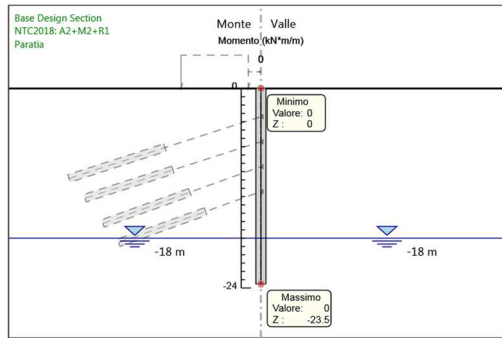 Base Design Section
NTC2018: A2+M2+R1
Paratia
Monte Valle
Momento (kN*m/m)
0
0
Minimo
Valore: 0
Z : 0
-18 m
-18 m
-24
Massimo
Valore: 0
Z : -23.5